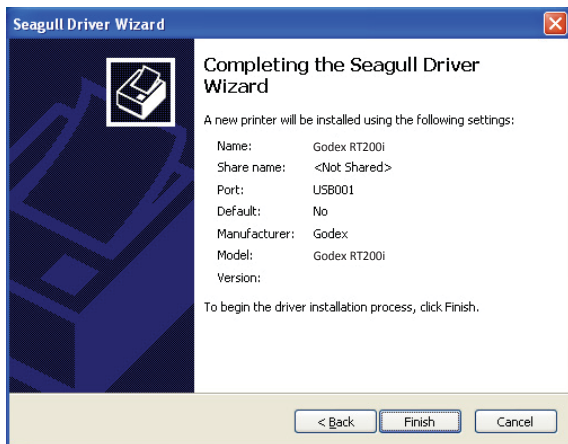 Seagull Driver Wizard
Completing the Seagull Driver
Wizard
A new printer will be installed using the following settings:
Name: Godex RT200i
Share name: <Not Shared>
Port: USB001
Default: No
Manufacturer: Godex
Model: Godex RT200i
Version:
To begin the driver installation process, click Finish.
< Back Finish Cancel